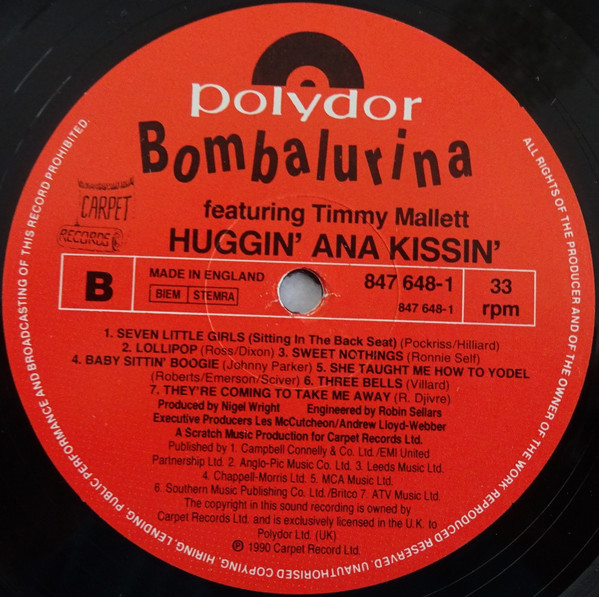 polydor
Bombalurina
featuring Timmy Mallett
HUGGIN' ANA KISSIN'
CARPET
RECORDS
B
MADE IN ENGLAND
BIEM STEMRA
847 648-1
847 648-1
33
rpm
1. SEVEN LITTLE GIRLS (Sitting In The Back Seat) (Pockriss/Hilliard)
2. LOLLIPOP (Ross/Dixon) 3. SWEET NOTHINGS (Ronnie Self)
4. BABY SITTIN' BOOGIE (Johnny Parker) 5. SHE TAUGHT ME HOW TO YODEL
(Roberts/Emerson/Sciver) 6. THREE BELLS (Villard)
7. THEY'RE COMING TO TAKE ME AWAY (R. Djivre)
Produced by Nigel Wright Engineered by Robin Sellars
Executive Producers Les McCutcheon/Andrew Lloyd-Webber
A Scratch Music Production for Carpet Records Ltd.
Published by 1. Campbell Connelly & Co. Ltd./EMI United
Partnership Ltd. 2. Anglo-Pic Music Co. Ltd. 3. Leeds Music Ltd.
4. Chappell-Morris Ltd. 5. MCA Music Ltd.
6. Southern Music Publishing Co. Ltd./Britco 7. ATV Music Ltd.
The copyright in this sound recording is owned by
Carpet Records Ltd. and is exclusively licensed in the U.K. to
Polydor Ltd. (UK)
℗ 1990 Carpet Record Ltd.
ALL RIGHTS OF THE PRODUCER AND OF THE OWNER OF THE WORK REPRODUCED RESERVED. UNAUTHORISED COPYING, HIRING, LENDING, PUBLIC PERFORMANCE AND BROADCASTING OF THIS RECORD PROHIBITED.